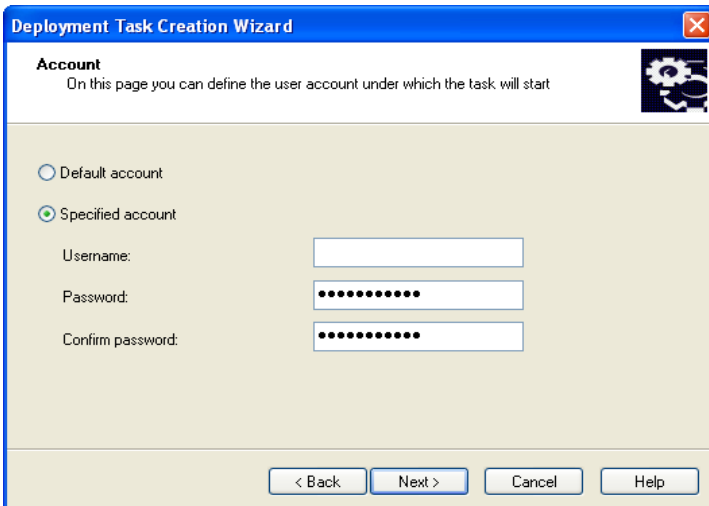 Deployment Task Creation Wizard
Account
On this page you can define the user account under which the task will start
Default account
Specified account
Username:
Password:
●●●●●●●●●●●
Confirm password:
●●●●●●●●●●●
< Back Next > Cancel Help